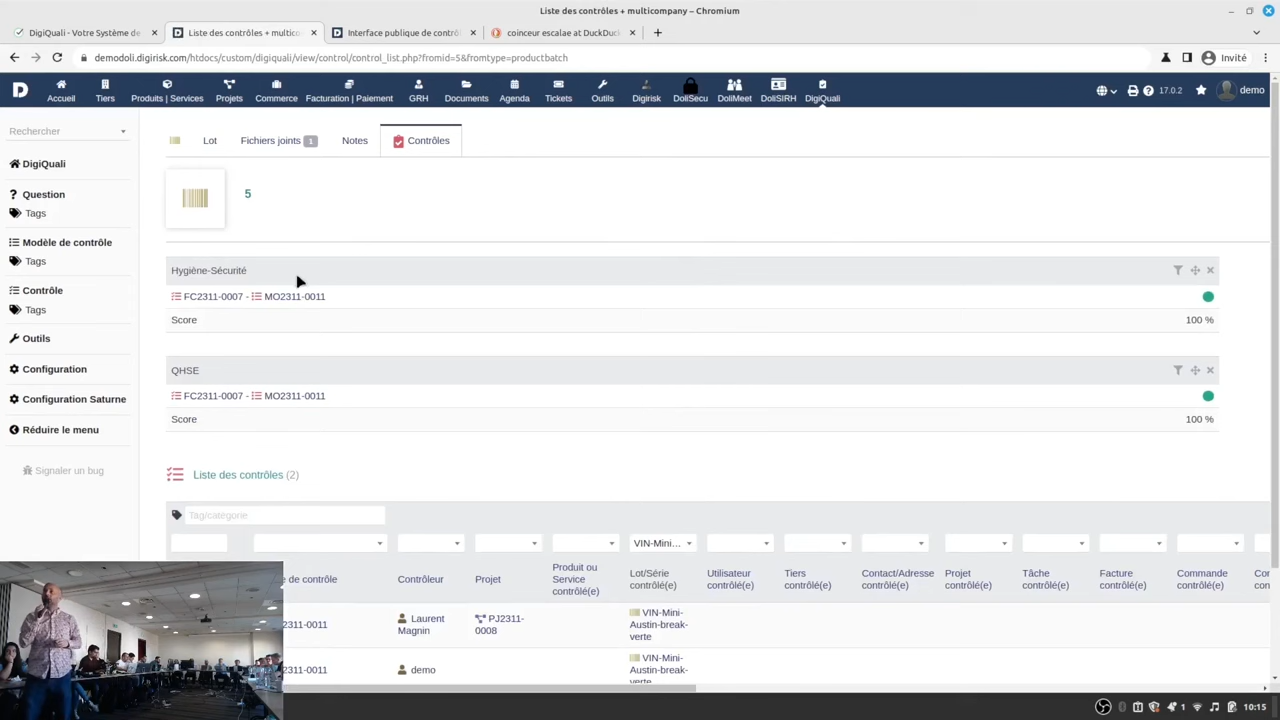 Liste des contrôles + multicompany – Chromium
DigiQuali - Votre Système de
Liste des contrôles + multico
Interface publique de contrô
coinceur escalae at DuckDuc
demodoli.digirisk.com/htdocs/custom/digiquali/view/control/control_list.php?fromid=5&fromtype=productbatch
Invité
Accueil
Tiers
Produits | Services
Projets
Commerce
Facturation | Paiement
GRH
Documents
Agenda
Tickets
Outils
Digirisk
DoliSecu
DoliMeet
DoliSIRH
DigiQuali
17.0.2
demo
Rechercher
DigiQuali
Question
Tags
Modèle de contrôle
Tags
Contrôle
Tags
Outils
Configuration
Configuration Saturne
Réduire le menu
Signaler un bug
Lot
Fichiers joints 1
Notes
Contrôles
5
Hygiène-Sécurité
FC2311-0007 - MO2311-0011
Score 100 %
QHSE
FC2311-0007 - MO2311-0011
Score 100 %
Liste des contrôles (2)
Tag/catégorie
VIN-Mini...
de contrôle
Contrôleur
Projet
Produit ou
Service
contrôlé(e)
Lot/Série
contrôlé(e)
Utilisateur
contrôlé(e)
Tiers
contrôlé(e)
Contact/Adresse
contrôlé(e)
Projet
contrôlé(e)
Tâche
contrôlé(e)
Facture
contrôlé(e)
Commande
contrôlé(e)
Cor
con
2311-0011
Laurent
Magnin
PJ2311-
0008
VIN-Mini-
Austin-break-
verte
2311-0011
demo
VIN-Mini-
Austin-break-
verte
1
10:15